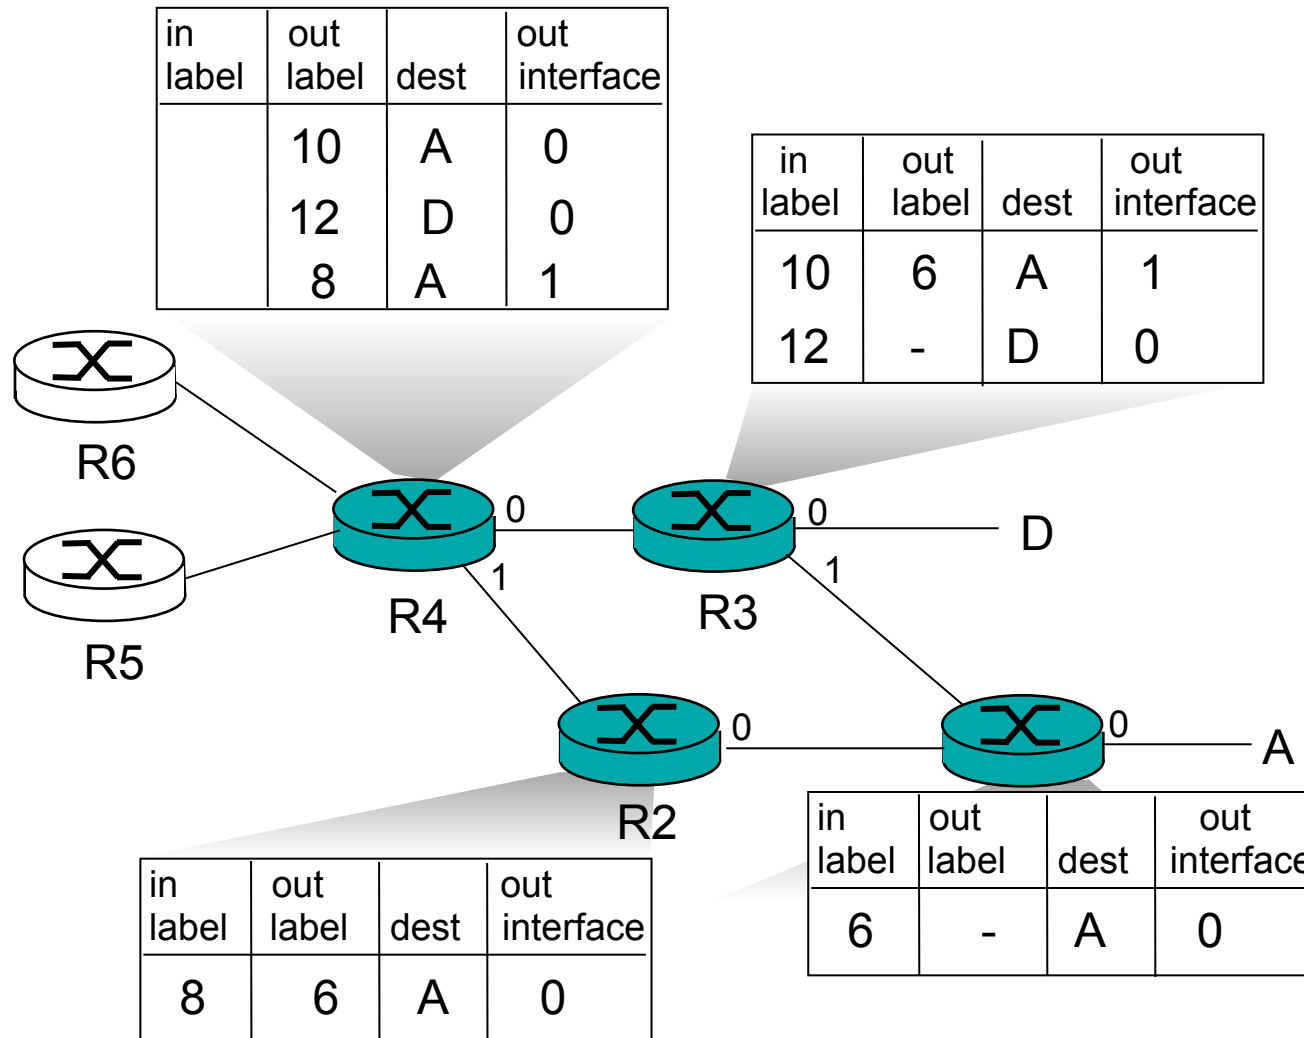 in out out
label label dest interface
10 A 0
12 D 0
8 A 1
in out out
label label dest interface
10 6 A 1
12 - D 0
R6
R5
R4
0
1
R3
0
1
D
R2
0
0
A
in out out
label label dest interface
8 6 A 0
in out out
label label dest interface
6 - A 0